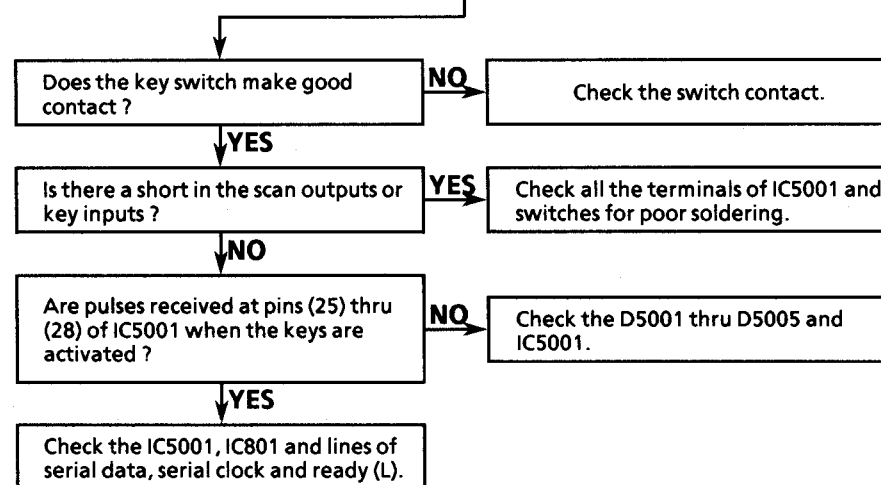 Does the key switch make good
contact ?
NO
Check the switch contact.
YES
Is there a short in the scan outputs or
key inputs ?
YES
Check all the terminals of IC5001 and
switches for poor soldering.
NO
Are pulses received at pins (25) thru
(28) of IC5001 when the keys are
activated ?
NO
Check the D5001 thru D5005 and
IC5001.
YES
Check the IC5001, IC801 and lines of
serial data, serial clock and ready (L).